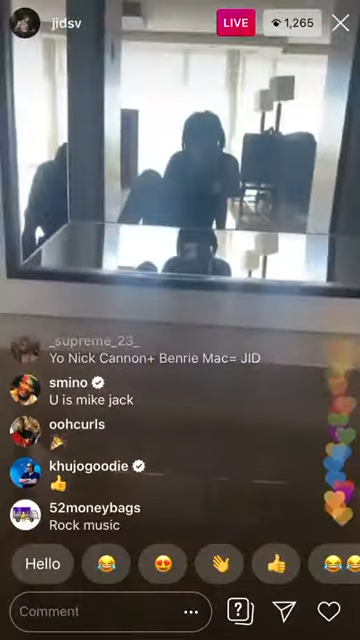 jidsv
LIVE
1,265
_supreme_23_
Yo Nick Cannon+ Benrie Mac= JID
smino
U is mike jack
oohcurls
khujogoodie
52moneybags
Rock music
Hello
Comment